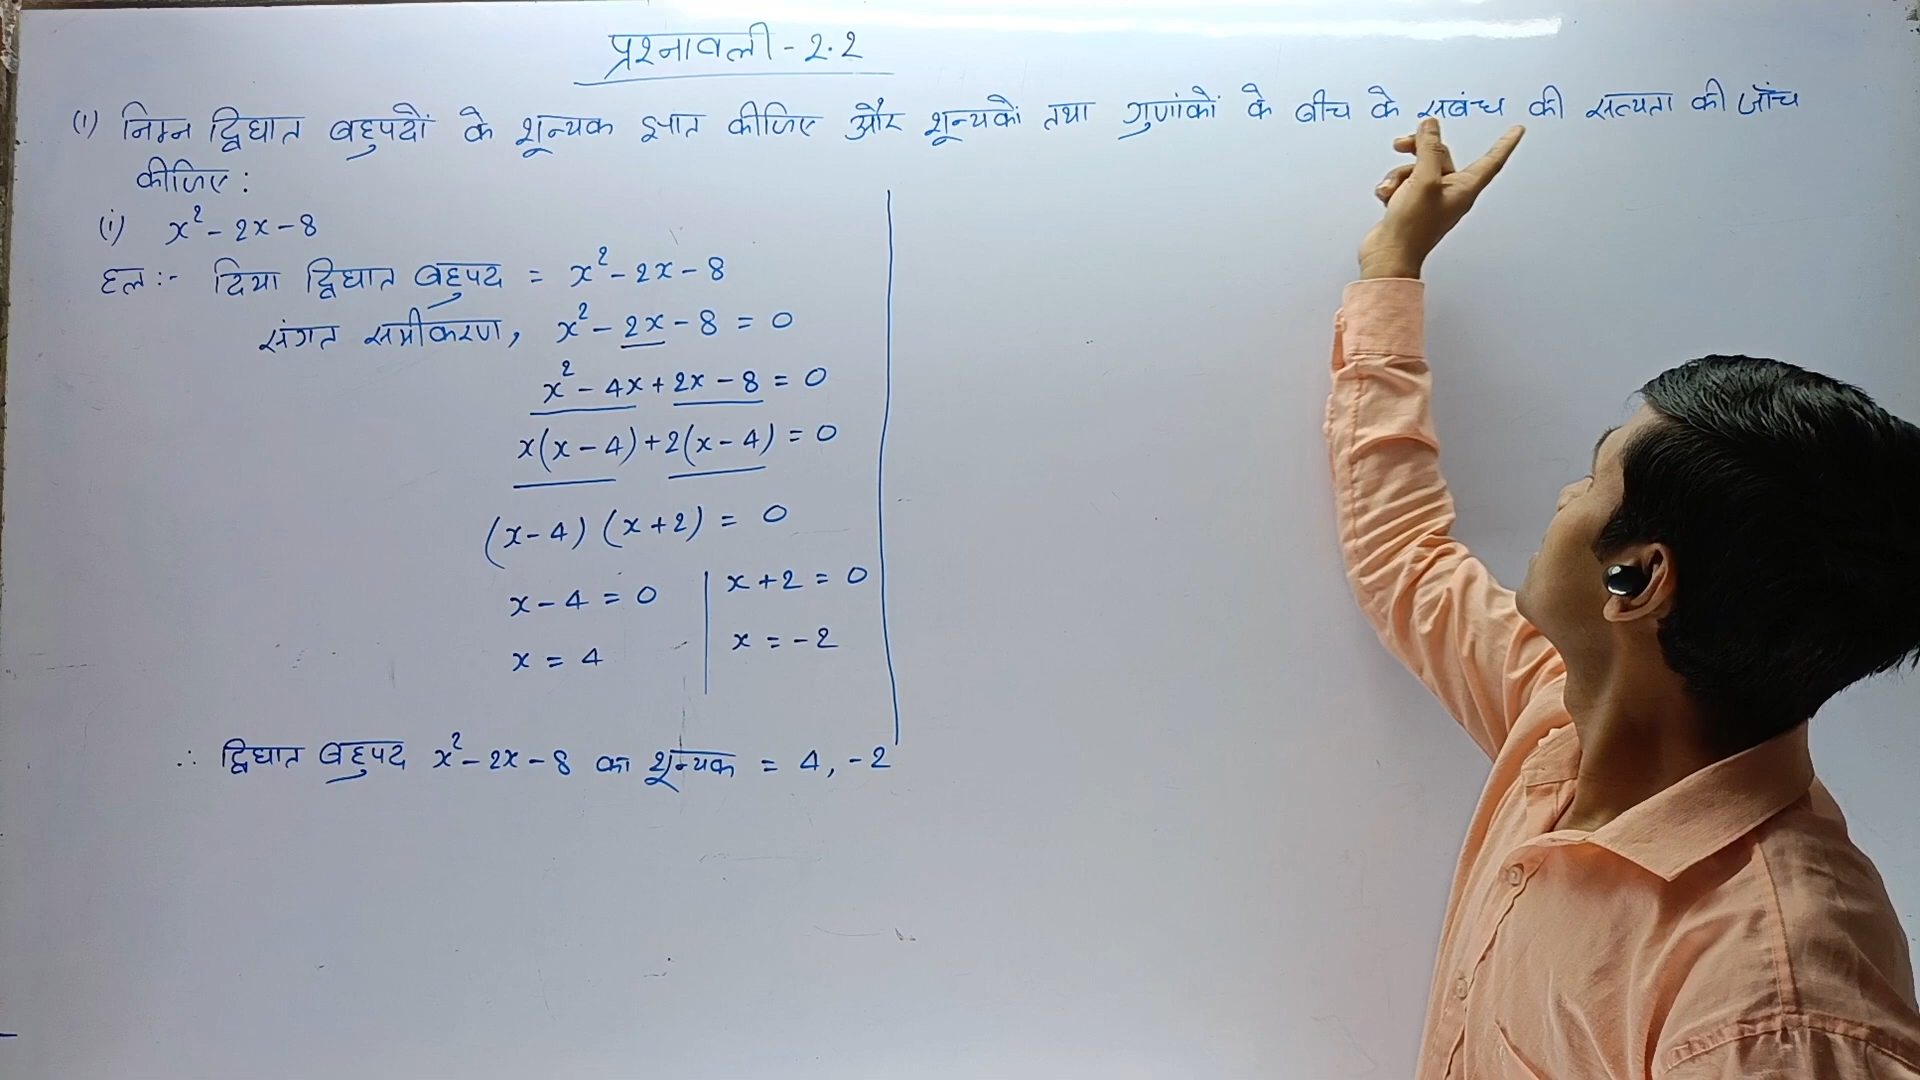 प्रश्नावली - 2.2
(1) निम्न द्विघात बहुपदों के शून्यक ज्ञात कीजिए और शून्यकों तथा गुणांकों के बीच के सबंध की सत्यता की जाँच
कीजिए :
(i) x² - 2x - 8
हल :- दिया द्विघात बहुपद = x² - 2x - 8
संगत समीकरण, x² - 2x - 8 = 0
x² - 4x + 2x - 8 = 0
x(x - 4) + 2(x - 4) = 0
(x - 4) (x + 2) = 0
x - 4 = 0 | x + 2 = 0
x = 4 | x = -2
∴ द्विघात बहुपद x² - 2x - 8 का शून्यक = 4, -2